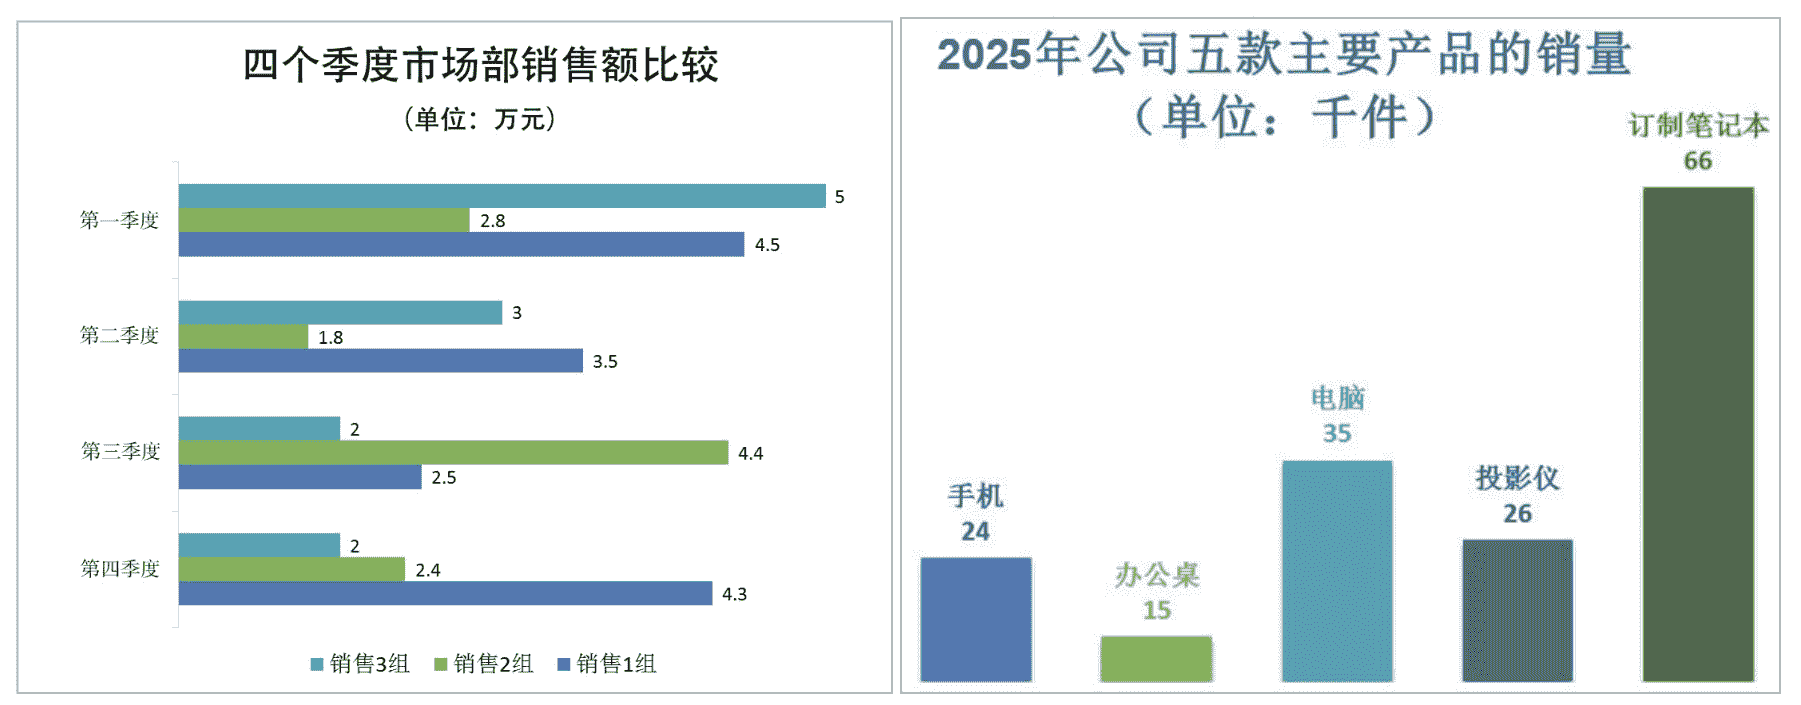 四个季度市场部销售额比较
（单位：万元）
第一季度
5
2.8
4.5
第二季度
3
1.8
3.5
第三季度
2
4.4
2.5
第四季度
2
2.4
4.3
销售3组 销售2组 销售1组
2025年公司五款主要产品的销量
（单位：千件）
手机
24
办公桌
15
电脑
35
投影仪
26
订制笔记本
66